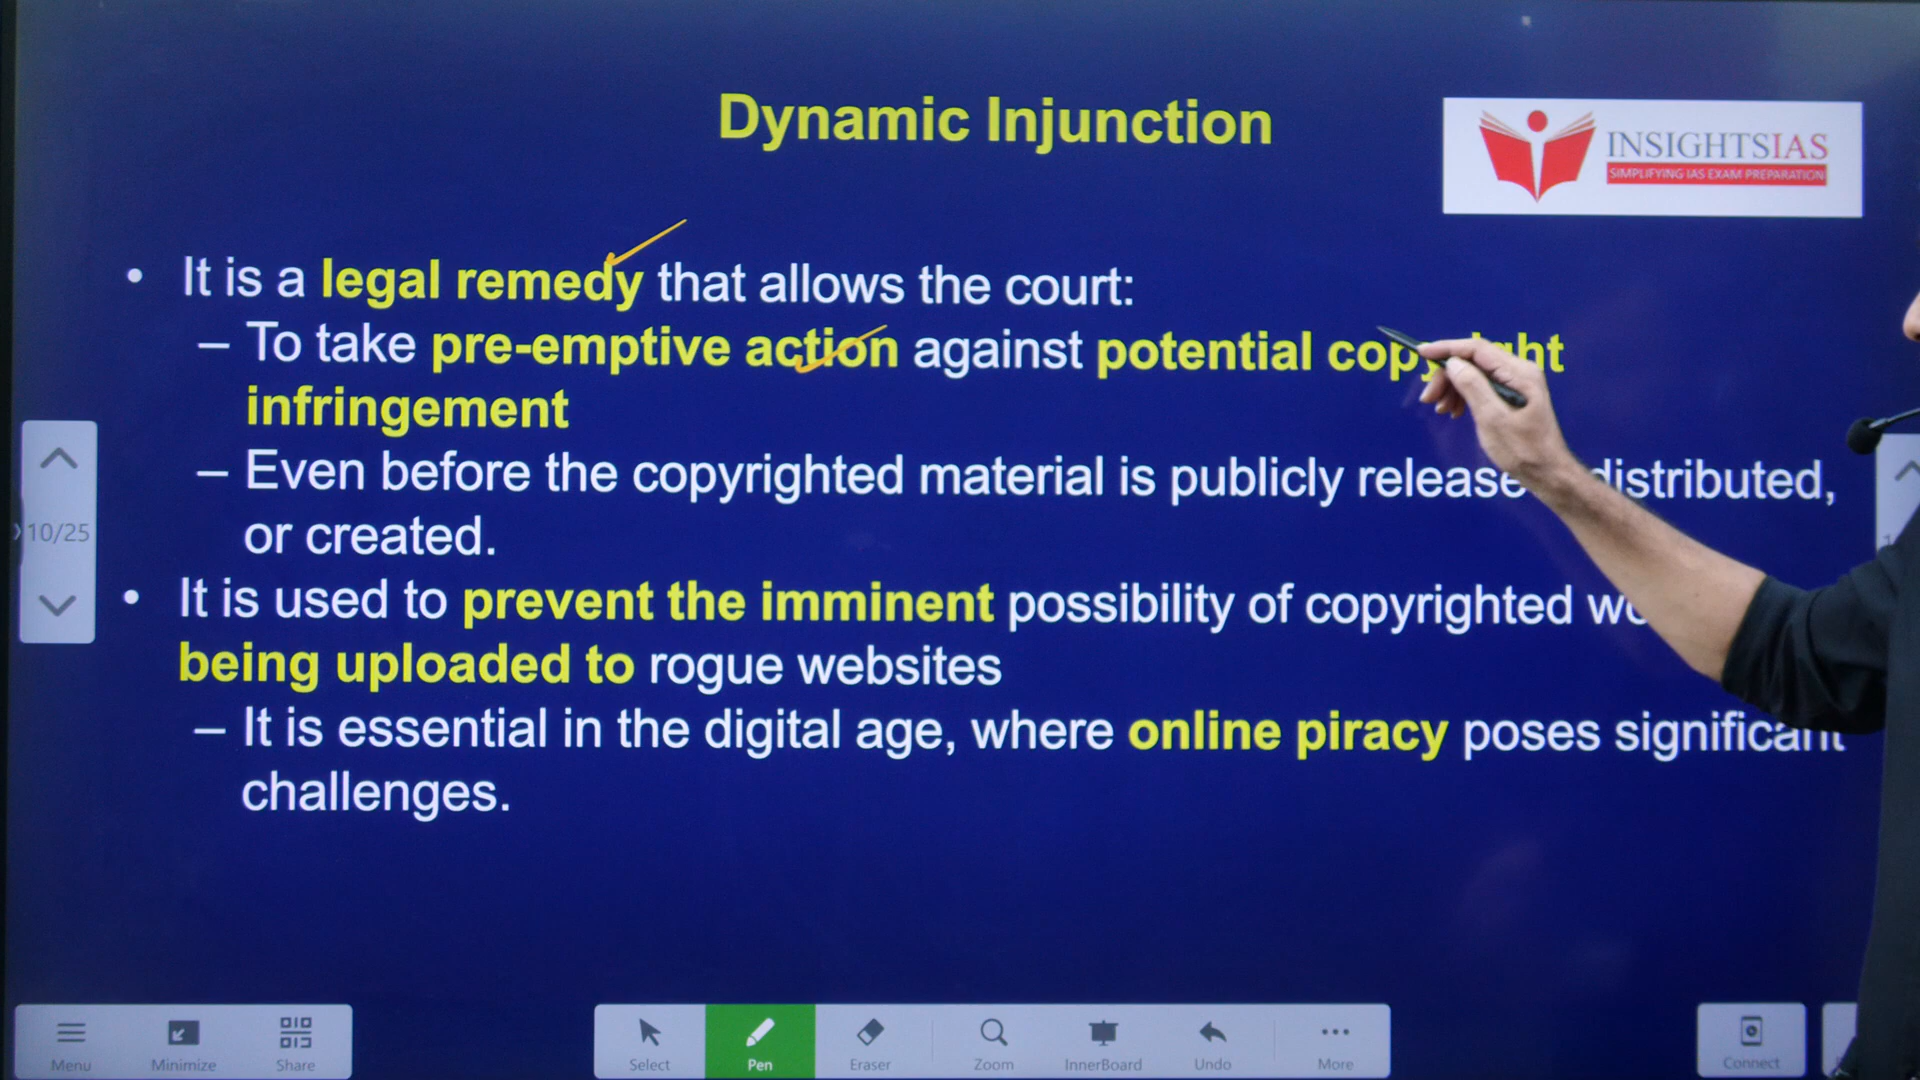 Dynamic Injunction
INSIGHTSIAS
SIMPLIFYING IAS EXAM PREPARATION
• It is a legal remedy that allows the court:
– To take pre-emptive action against potential
infringement
– Even before the copyrighted material is publicly distributed,
or created.
• It is used to prevent the imminent possibility of copyrighted
being uploaded to rogue websites
– It is essential in the digital age, where online piracy poses significant
challenges.
10/25
Menu
Minimize
Share
Select
Pen
Eraser
Zoom
InnerBoard
Undo
More
Connect